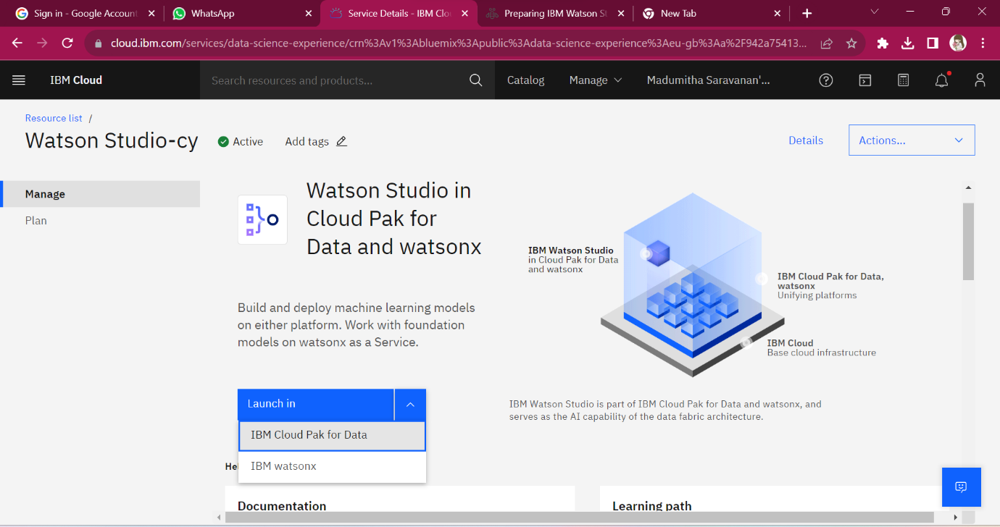 Sign in - Google Account
WhatsApp
Service Details - IBM Clo
Preparing IBM Watson St
New Tab
cloud.ibm.com/services/data-science-experience/crn%3Av1%3Abluemix%3Apublic%3Adata-science-experience%3Aeu-gb%3Aa%2F942a75413...
IBM Cloud
Search resources and products...
Catalog
Manage
Madumitha Saravanan'...
Resource list /
Watson Studio-cy
Active
Add tags
Details
Actions...
Manage
Plan
Watson Studio in
Cloud Pak for
Data and watsonx
Build and deploy machine learning models
on either platform. Work with foundation
models on watsonx as a Service.
Launch in
IBM Cloud Pak for Data
IBM watsonx
IBM Watson Studio
in Cloud Pak for Data
and watsonx
IBM Cloud Pak for Data,
watsonx
Unifying platforms
IBM Cloud
Base cloud infrastructure
IBM Watson Studio is part of IBM Cloud Pak for Data and watsonx, and
serves as the AI capability of the data fabric architecture.
He
Documentation
Learning path